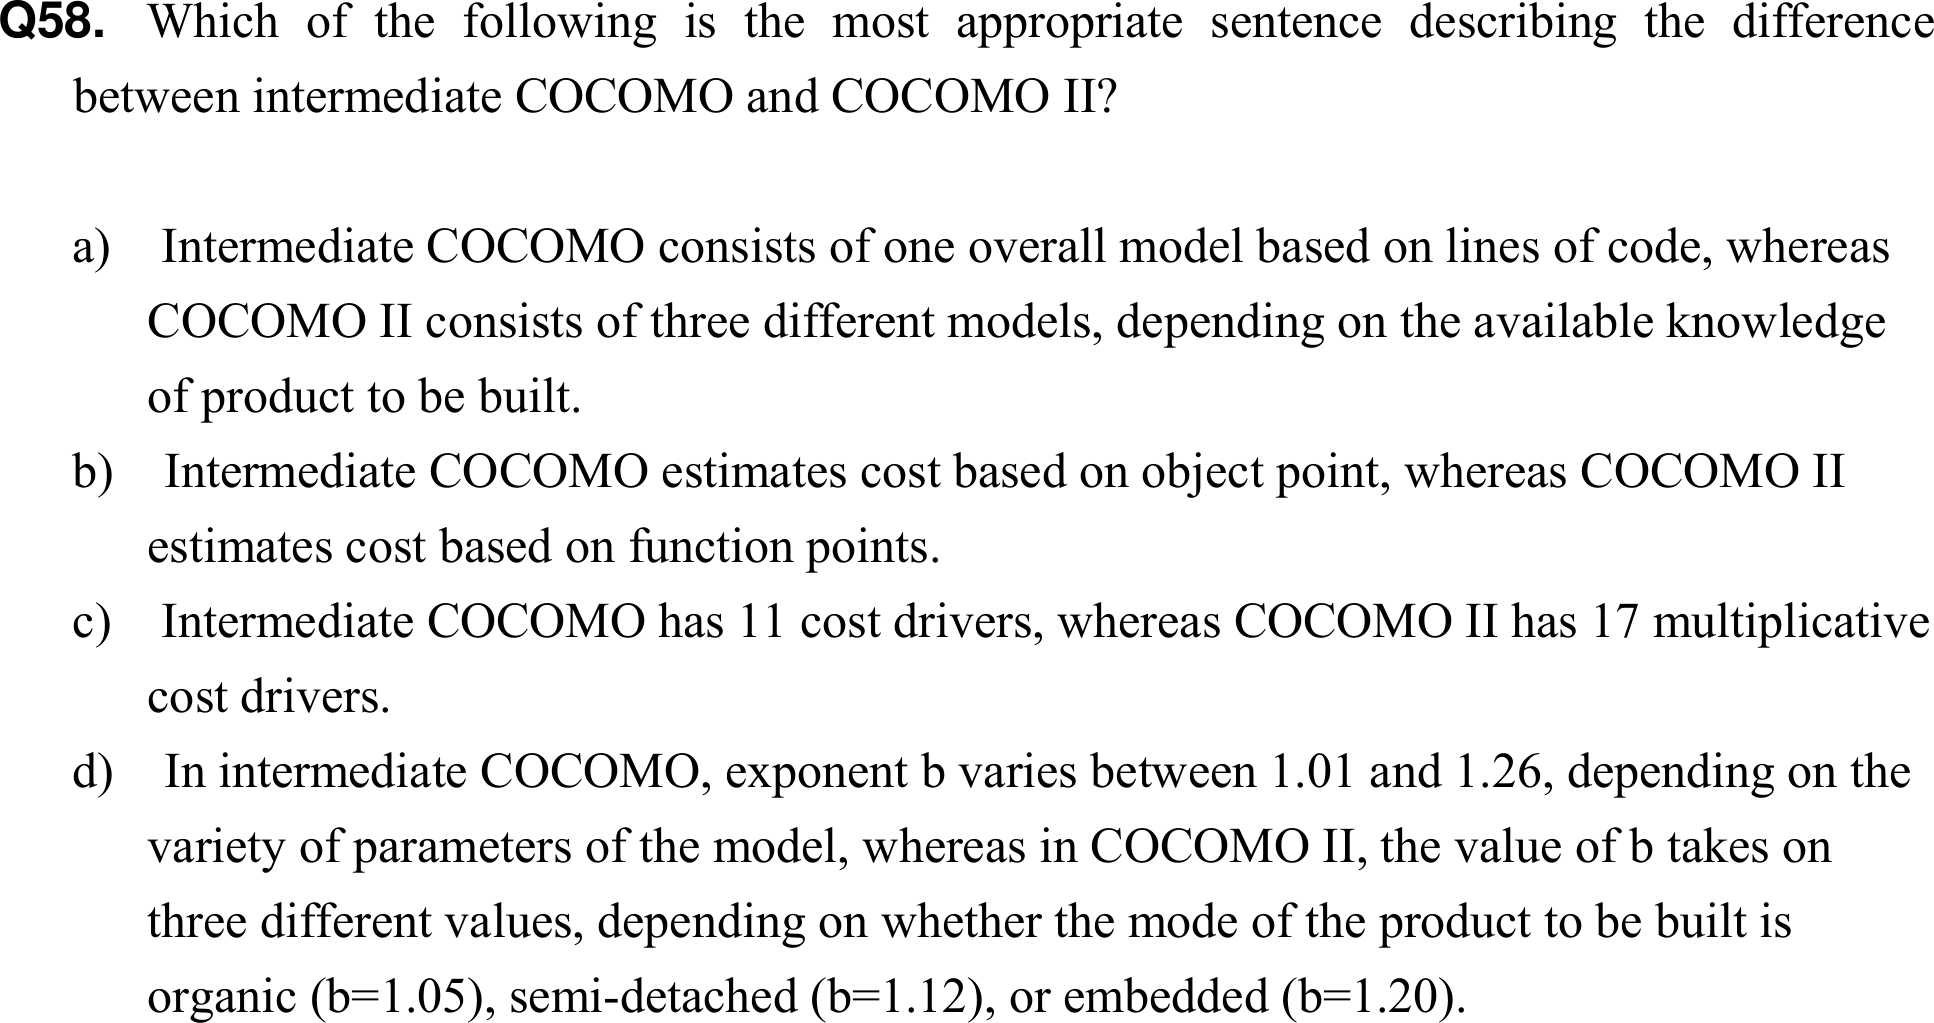 Q58. Which of the following is the most appropriate sentence describing the difference
between intermediate COCOMO and COCOMO II?
a) Intermediate COCOMO consists of one overall model based on lines of code, whereas
COCOMO II consists of three different models, depending on the available knowledge
of product to be built.
b) Intermediate COCOMO estimates cost based on object point, whereas COCOMO II
estimates cost based on function points.
c) Intermediate COCOMO has 11 cost drivers, whereas COCOMO II has 17 multiplicative
cost drivers.
d) In intermediate COCOMO, exponent b varies between 1.01 and 1.26, depending on the
variety of parameters of the model, whereas in COCOMO II, the value of b takes on
three different values, depending on whether the mode of the product to be built is
organic (b=1.05), semi-detached (b=1.12), or embedded (b=1.20).